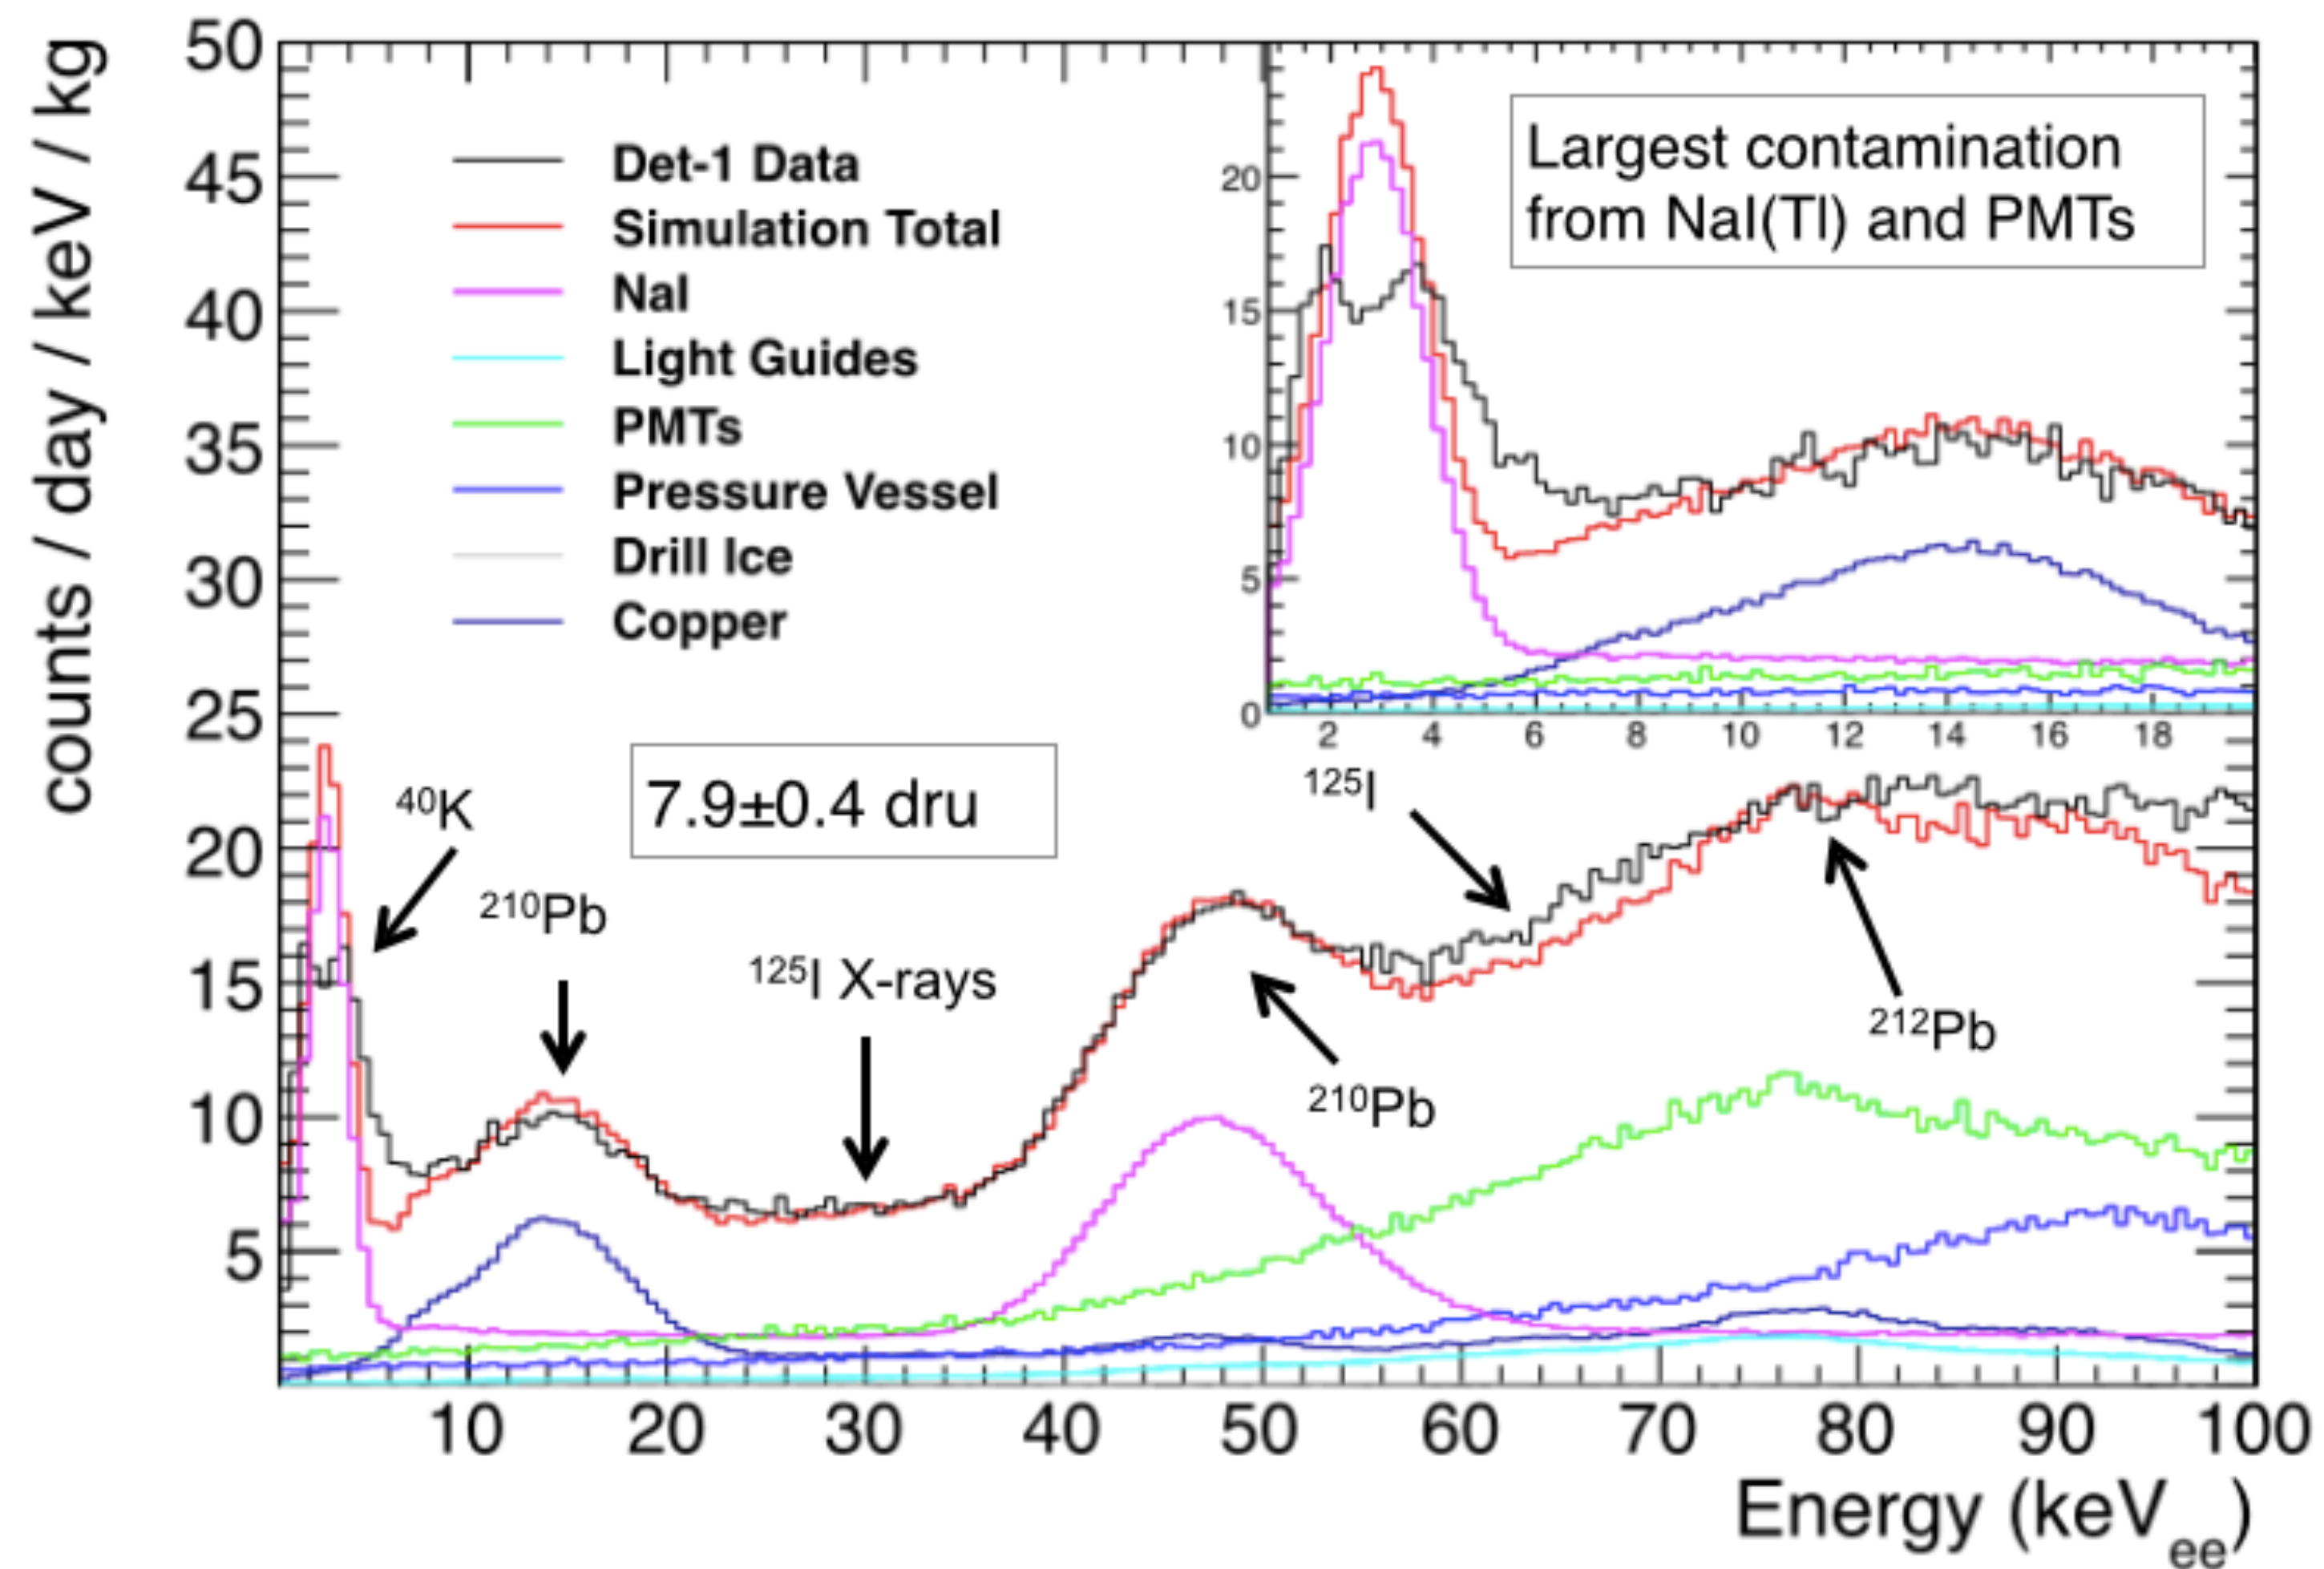 counts / day / keV / kg
50
45
40
35
30
25
20
15
10
5
Det-1 Data
Simulation Total
NaI
Light Guides
PMTs
Pressure Vessel
Drill Ice
Copper
Largest contamination
from NaI(Tl) and PMTs
20
15
10
5
0
2 4 6 8 10 12 14 16 18
⁴⁰K
7.9±0.4 dru
¹²⁵I
²¹⁰Pb
¹²⁵I X-rays
²¹²Pb
²¹⁰Pb
10 20 30 40 50 60 70 80 90 100
Energy (keVₑₑ)